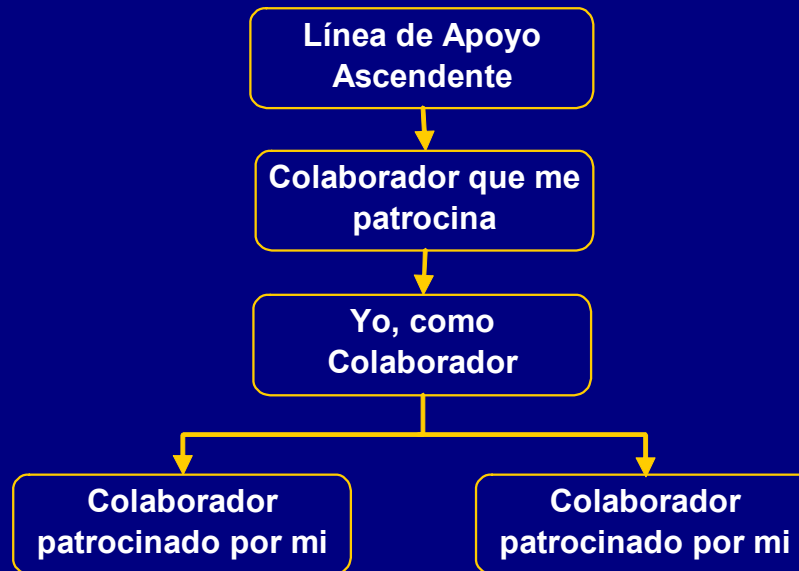 Línea de Apoyo
Ascendente
Colaborador que me
patrocina
Yo, como
Colaborador
Colaborador
patrocinado por mi
Colaborador
patrocinado por mi